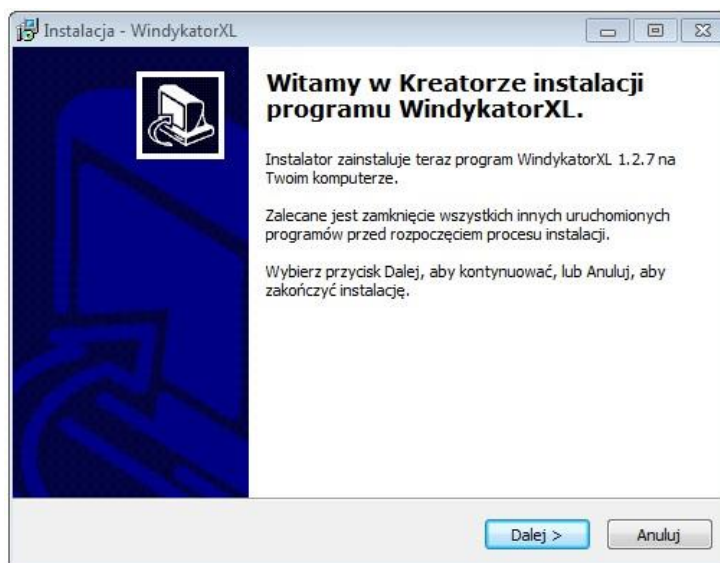 Instalacja - WindykatorXL
Witamy w Kreatorze instalacji
programu WindykatorXL.
Instalator zainstaluje teraz program WindykatorXL 1.2.7 na
Twoim komputerze.
Zalecane jest zamknięcie wszystkich innych uruchomionych
programów przed rozpoczęciem procesu instalacji.
Wybierz przycisk Dalej, aby kontynuować, lub Anuluj, aby
zakończyć instalację.
Dalej >
Anuluj